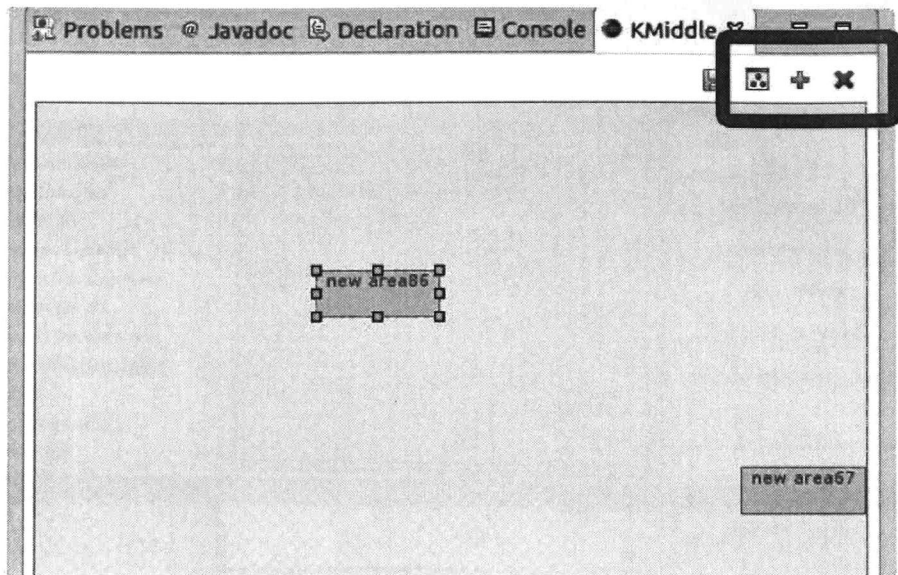 Problems @ Javadoc Declaration Console KMiddle
new area86
new area67